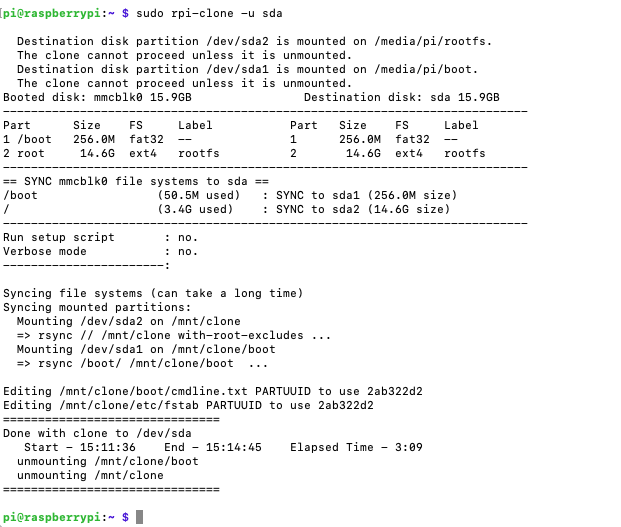 pi@raspberrypi:~ $ sudo rpi-clone -u sda
Destination disk partition /dev/sda2 is mounted on /media/pi/rootfs.
The clone cannot proceed unless it is unmounted.
Destination disk partition /dev/sda1 is mounted on /media/pi/boot.
The clone cannot proceed unless it is unmounted.
Booted disk: mmcblk0 15.9GB                Destination disk: sda 15.9GB
---------------------------------------------------------------------------
Part      Size    FS     Label           Part   Size    FS     Label
1 /boot   256.0M  fat32  --              1      256.0M  fat32  --
2 root     14.6G  ext4   rootfs          2       14.6G  ext4   rootfs
---------------------------------------------------------------------------
== SYNC mmcblk0 file systems to sda ==
/boot                 (50.5M used)   : SYNC to sda1 (256.0M size)
/                     (3.4G used)    : SYNC to sda2 (14.6G size)
---------------------------------------------------------------------------
Run setup script       : no.
Verbose mode           : no.
-----------------------:
Syncing file systems (can take a long time)
Syncing mounted partitions:
Mounting /dev/sda2 on /mnt/clone
=> rsync // /mnt/clone with-root-excludes ...
Mounting /dev/sda1 on /mnt/clone/boot
=> rsync /boot/ /mnt/clone/boot  ...
Editing /mnt/clone/boot/cmdline.txt PARTUUID to use 2ab322d2
Editing /mnt/clone/etc/fstab PARTUUID to use 2ab322d2
===============================
Done with clone to /dev/sda
Start - 15:11:36    End - 15:14:45    Elapsed Time - 3:09
unmounting /mnt/clone/boot
unmounting /mnt/clone
===============================
pi@raspberrypi:~ $